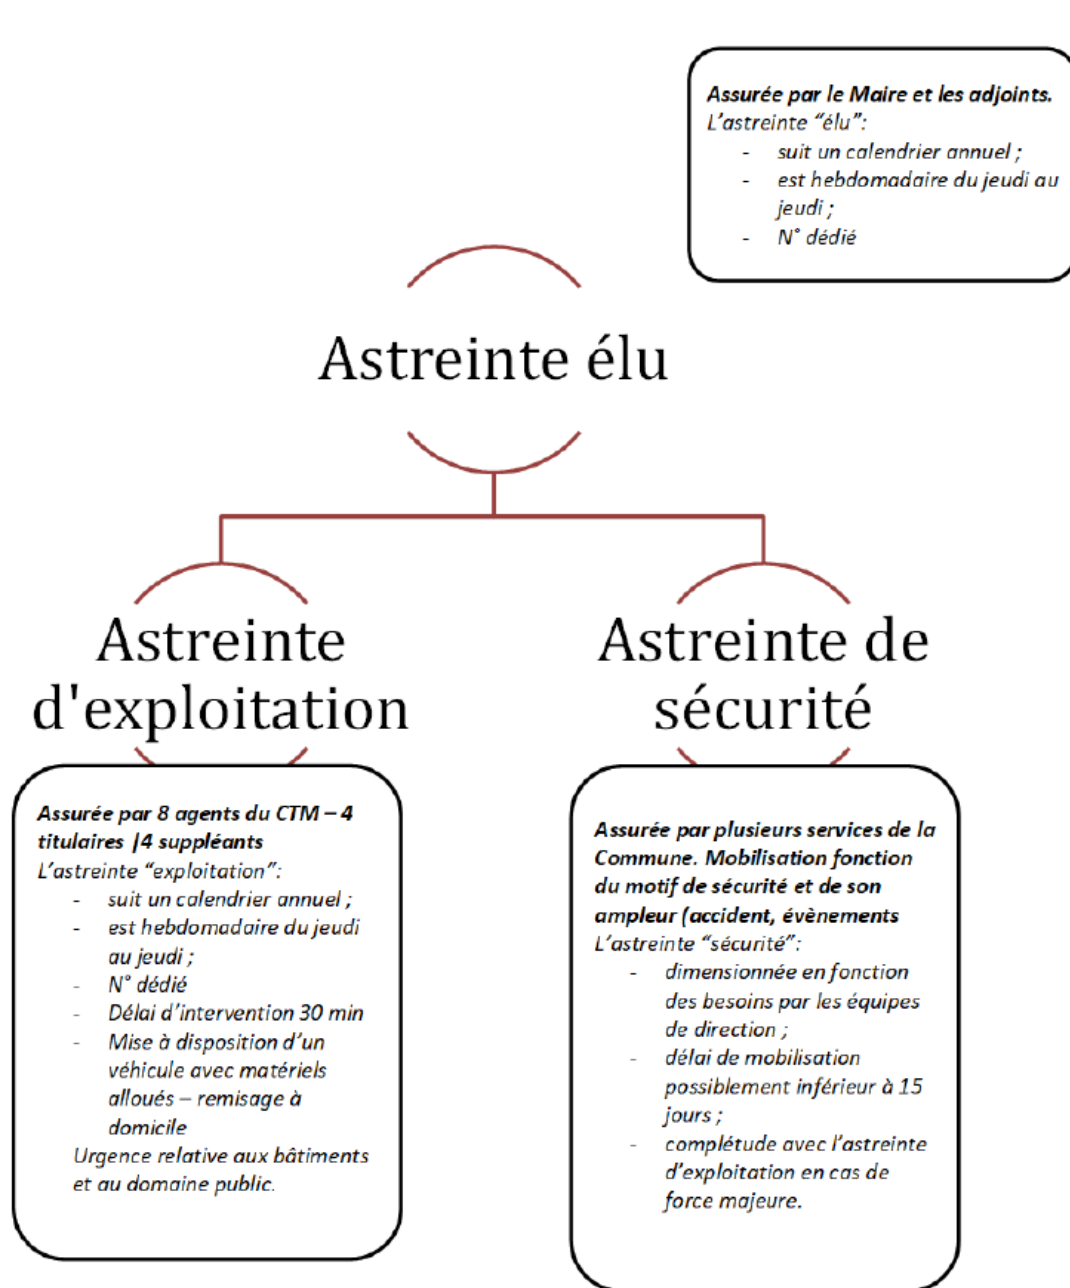 Assurée par le Maire et les adjoints.
L'astreinte "élu":
- suit un calendrier annuel ;
- est hebdomadaire du jeudi au
jeudi ;
- N° dédié
Astreinte élu
Astreinte
d'exploitation
Assurée par 8 agents du CTM – 4
titulaires |4 suppléants
L'astreinte "exploitation":
- suit un calendrier annuel ;
- est hebdomadaire du jeudi
au jeudi ;
- N° dédié
- Délai d'intervention 30 min
- Mise à disposition d'un
véhicule avec matériels
alloués – remisage à
domicile
Urgence relative aux bâtiments
et au domaine public.
Astreinte de
sécurité
Assurée par plusieurs services de la
Commune. Mobilisation fonction
du motif de sécurité et de son
ampleur (accident, évènements
L'astreinte "sécurité":
- dimensionnée en fonction
des besoins par les équipes
de direction ;
- délai de mobilisation
possiblement inférieur à 15
jours ;
- complétude avec l'astreinte
d'exploitation en cas de
force majeure.